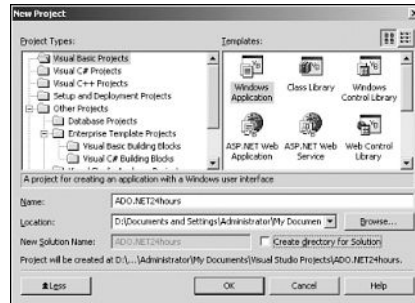 New Project
Project Types:
Templates:
Visual Basic Projects
Visual C# Projects
Visual C++ Projects
Setup and Deployment Projects
Other Projects
Database Projects
Enterprise Template Projects
Visual Basic Building Blocks
Visual C# Building Blocks
Windows Application
Class Library
Windows Control Library
ASP.NET Web Application
ASP.NET Web Service
Web Control Library
A project for creating an application with a Windows user interface
Name:
ADO.NET24hours
Location:
D:\Documents and Settings\Administrator\My Documen
Browse...
New Solution Name:
ADO.NET24hours
Create directory for Solution
Project will be created at D:\...\Administrator\My Documents\Visual Studio Projects\ADO.NET24hours.
Less
OK
Cancel
Help